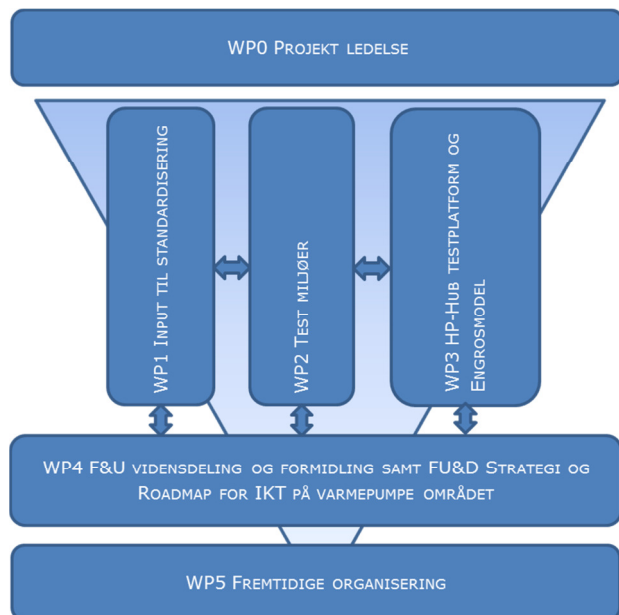 WP0 PROJEKT LEDELSE
WP1 INPUT TIL STANDARDISERING
WP2 TEST MILJØER
WP3 HP-HUB TESTPLATFORM OG
ENGROSMODEL
WP4 F&U VIDENSDELING OG FORMIDLING SAMT FU&D STRATEGI OG
ROADMAP FOR IKT PÅ VARMEPUMPE OMRÅDET
WP5 FREMTIDIGE ORGANISERING